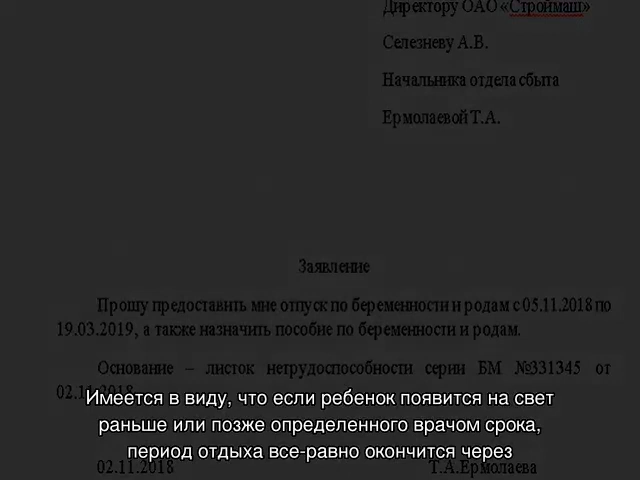 Директору ОАО «Строймаш»
Селезневу А.В.
Начальника отдела сбыта
Ермолаевой Т.А.
Заявление
Прошу предоставить мне отпуск по беременности и родам с 05.11.2018 по
19.03.2019, а также назначить пособие по беременности и родам.
Основание – листок нетрудоспособности серии БМ №331345 от
02.11.2018
Имеется в виду, что если ребенок появится на свет
раньше или позже определенного врачом срока,
период отдыха все-равно окончится через
02.11.2018 Т.А.Ермолаева